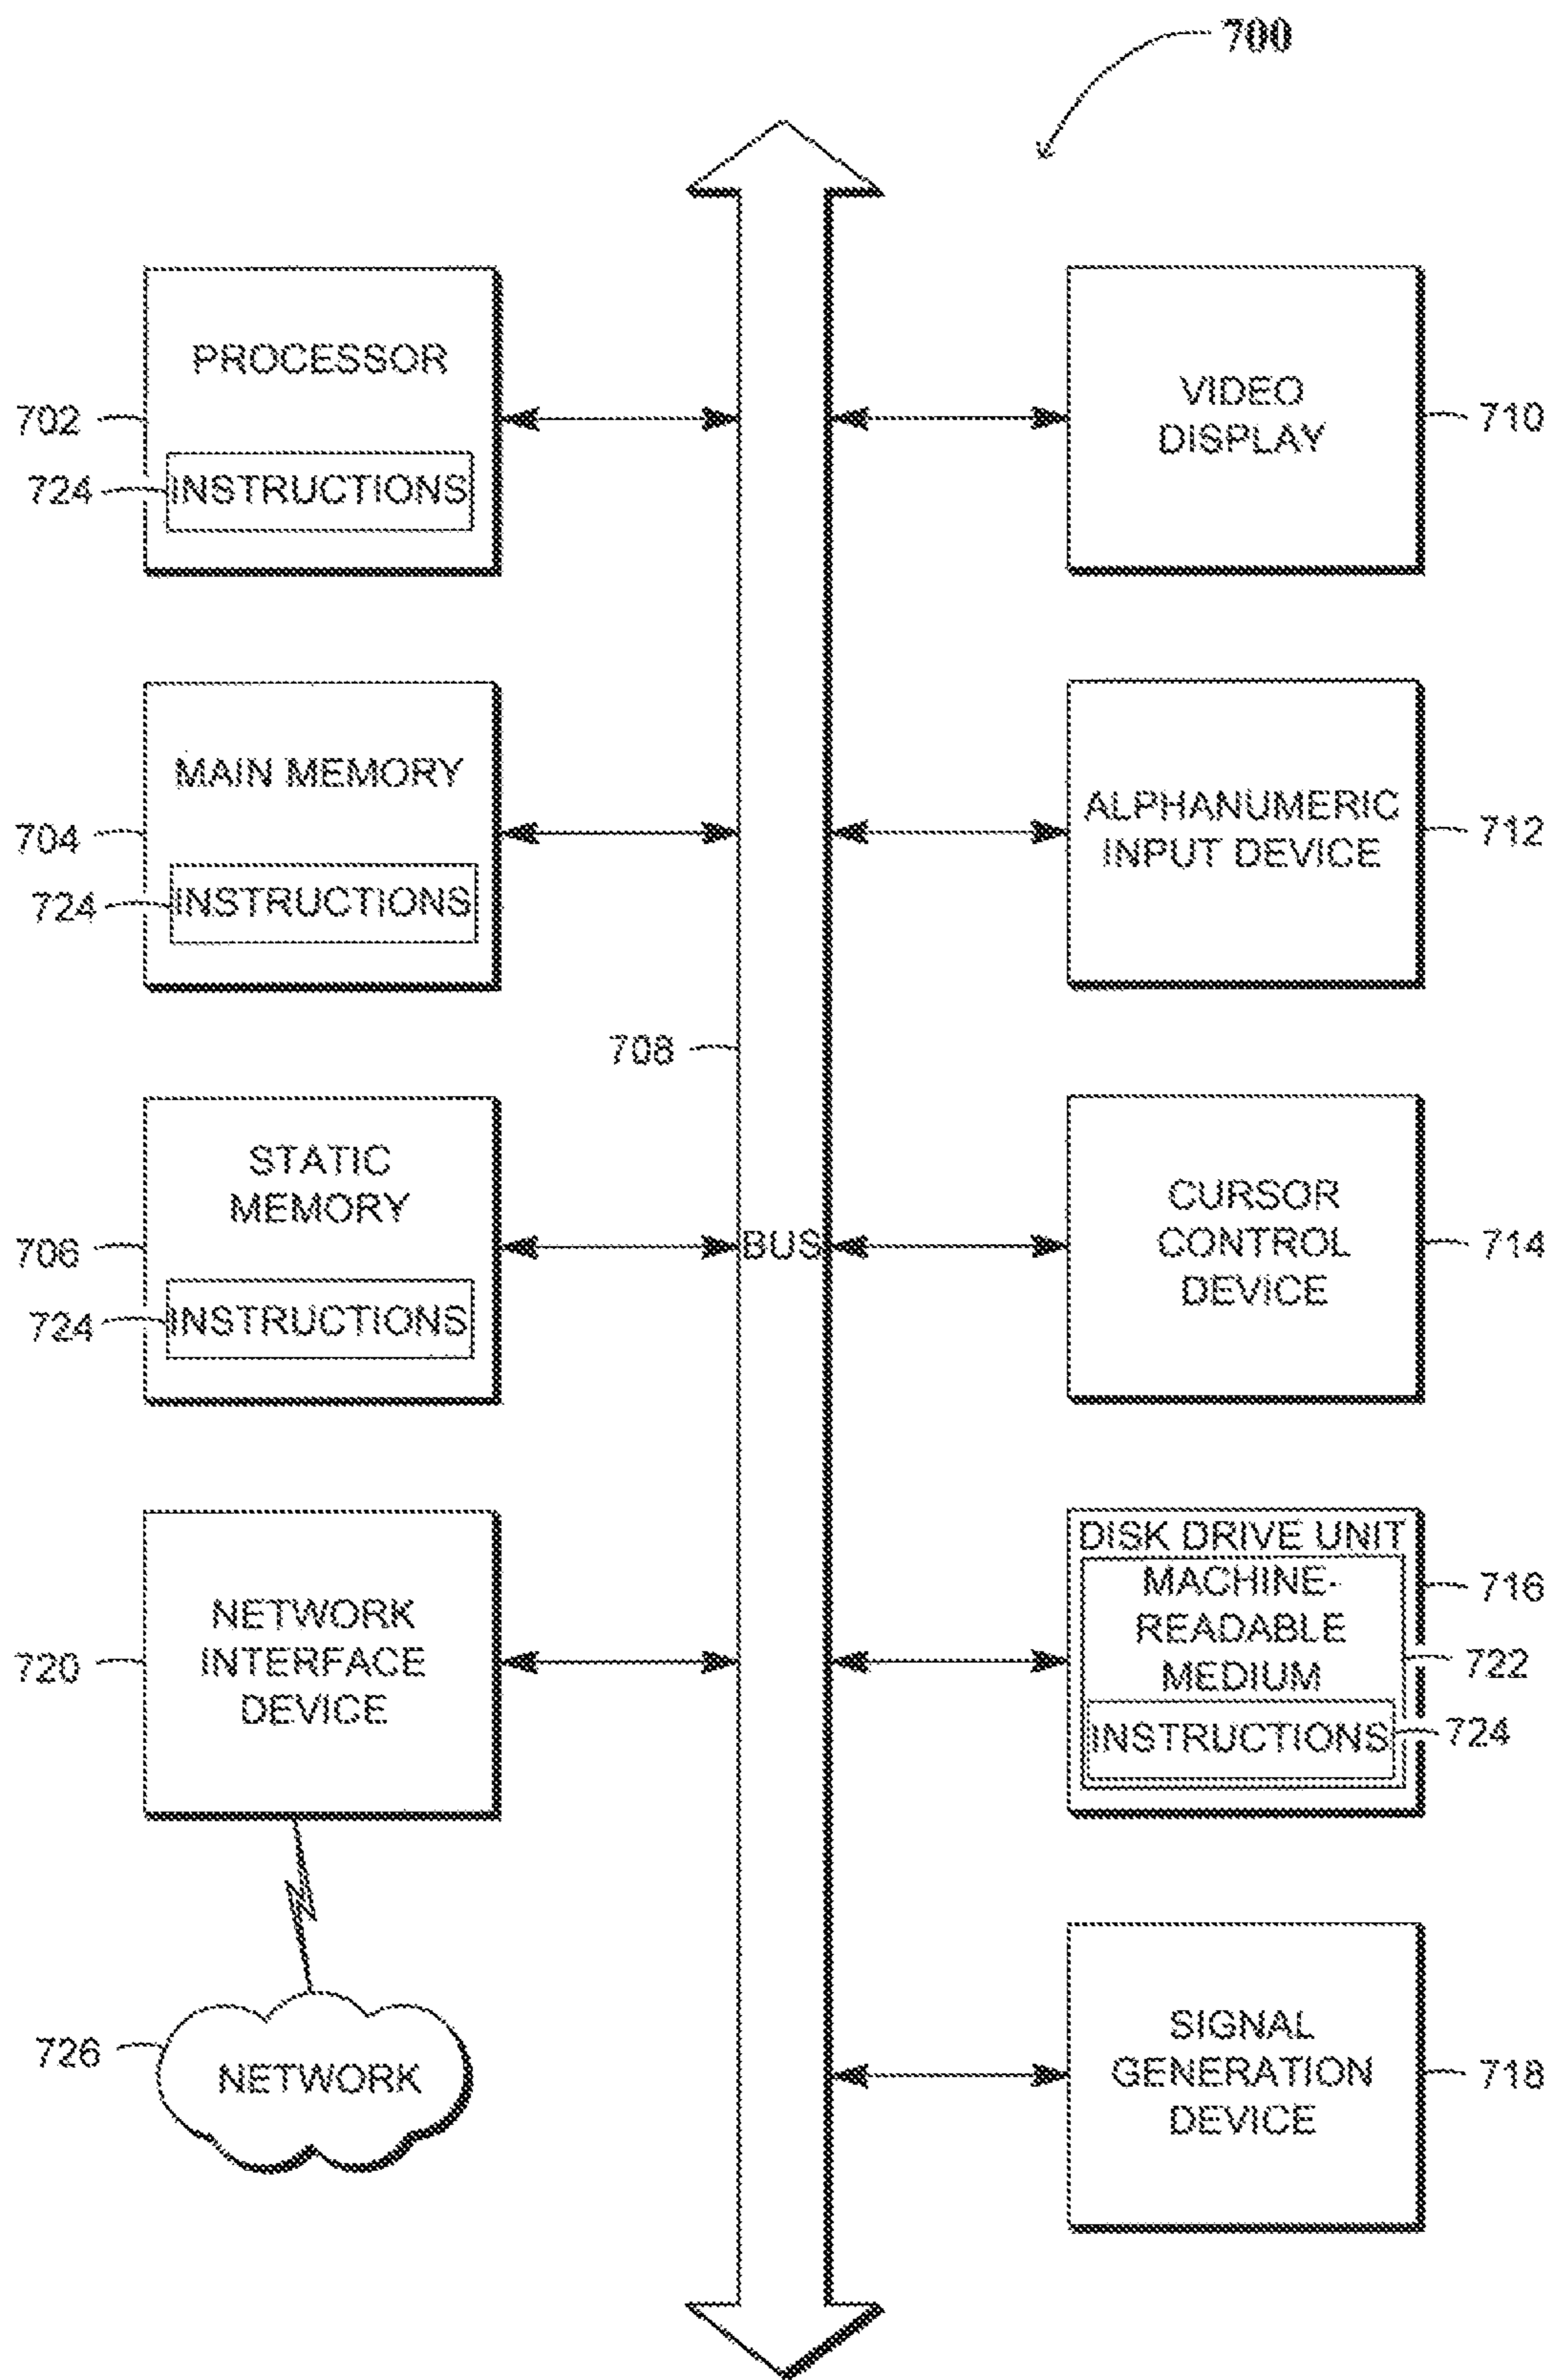 700
PROCESSOR
702
724
INSTRUCTIONS
VIDEO
DISPLAY
710
MAIN MEMORY
704
724
INSTRUCTIONS
ALPHANUMERIC
INPUT DEVICE
712
708
STATIC
MEMORY
706
724
INSTRUCTIONS
BUS
CURSOR
CONTROL
DEVICE
714
NETWORK
INTERFACE
DEVICE
720
DISK DRIVE UNIT
MACHINE-
READABLE
MEDIUM
INSTRUCTIONS
716
722
724
726
NETWORK
SIGNAL
GENERATION
DEVICE
718